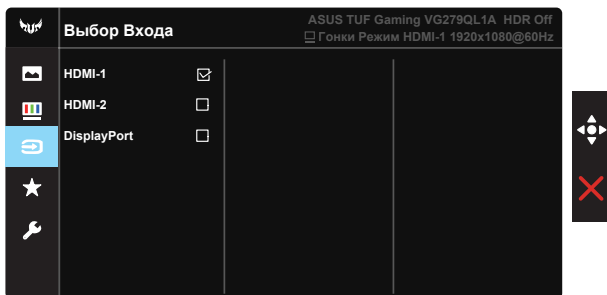 ASUS TUF Gaming VG279QL1A HDR Off
Выбор Входа
Гонки Режим HDMI-1 1920x1080@60Hz
HDMI-1
HDMI-2
DisplayPort